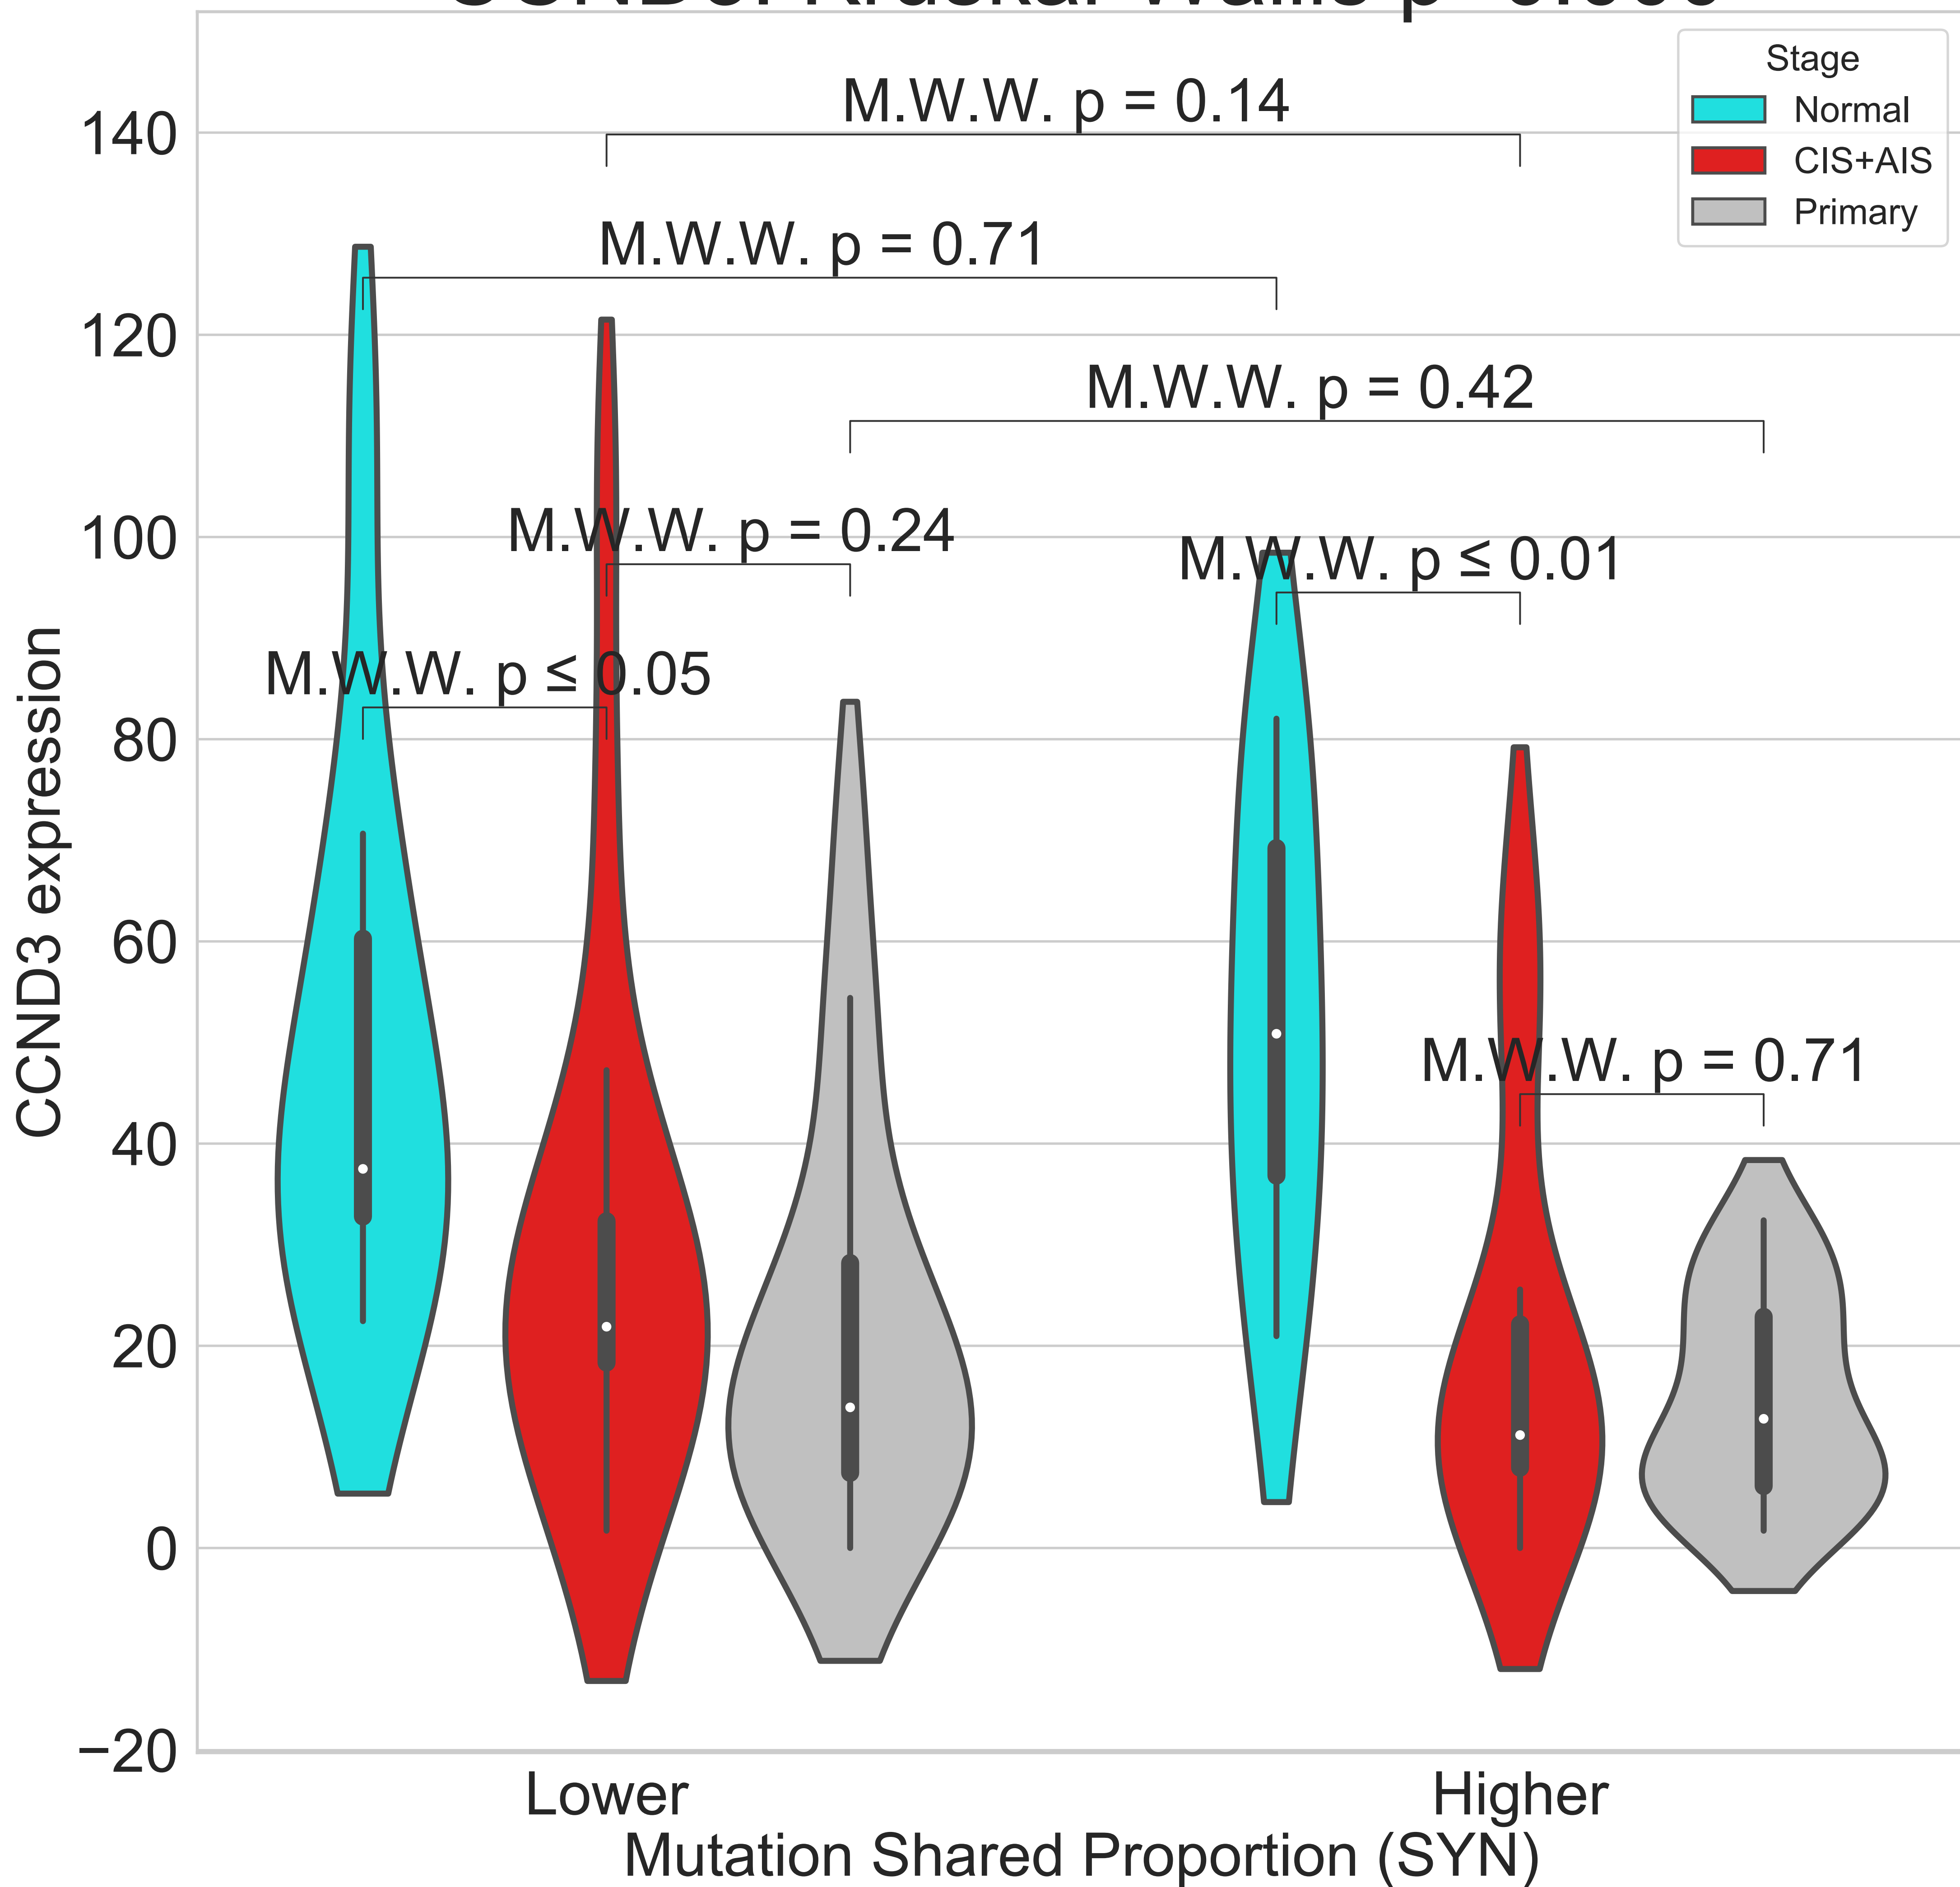 M.W.W. p = 0.14
M.W.W. p = 0.71
M.W.W. p = 0.42
M.W.W. p = 0.24
M.W.W. p ≤ 0.01
M.W.W. p ≤ 0.05
M.W.W. p = 0.71
Stage
Normal
CIS+AIS
Primary
CCND3 expression
140
120
100
80
60
40
20
0
−20
Lower
Higher
Mutation Shared Proportion (SYN)